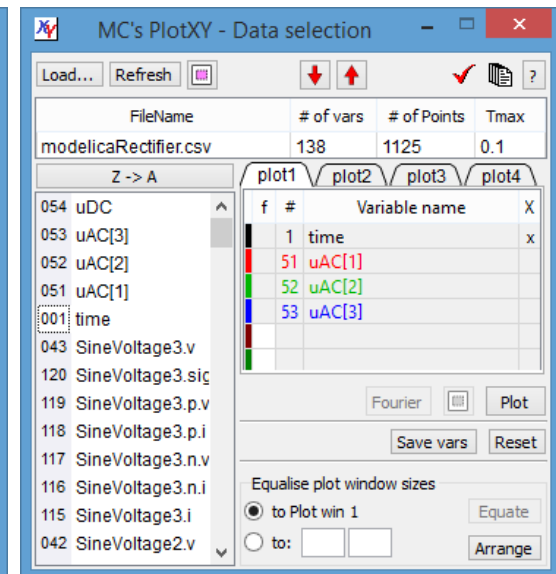 MC's PlotXY - Data selection
Load... Refresh ?
FileName # of vars # of Points Tmax
modelicaRectifier.csv 138 1125 0.1
Z -> A plot1 plot2 plot3 plot4
f # Variable name X
1 time x
51 uAC[1]
52 uAC[2]
53 uAC[3]
054 uDC
053 uAC[3]
052 uAC[2]
051 uAC[1]
001 time
043 SineVoltage3.v
120 SineVoltage3.sig
119 SineVoltage3.p.v
118 SineVoltage3.p.i
117 SineVoltage3.n.v
116 SineVoltage3.n.i
115 SineVoltage3.i
042 SineVoltage2.v
Fourier Plot
Save vars Reset
Equalise plot window sizes
to Plot win 1 Equate
to: Arrange